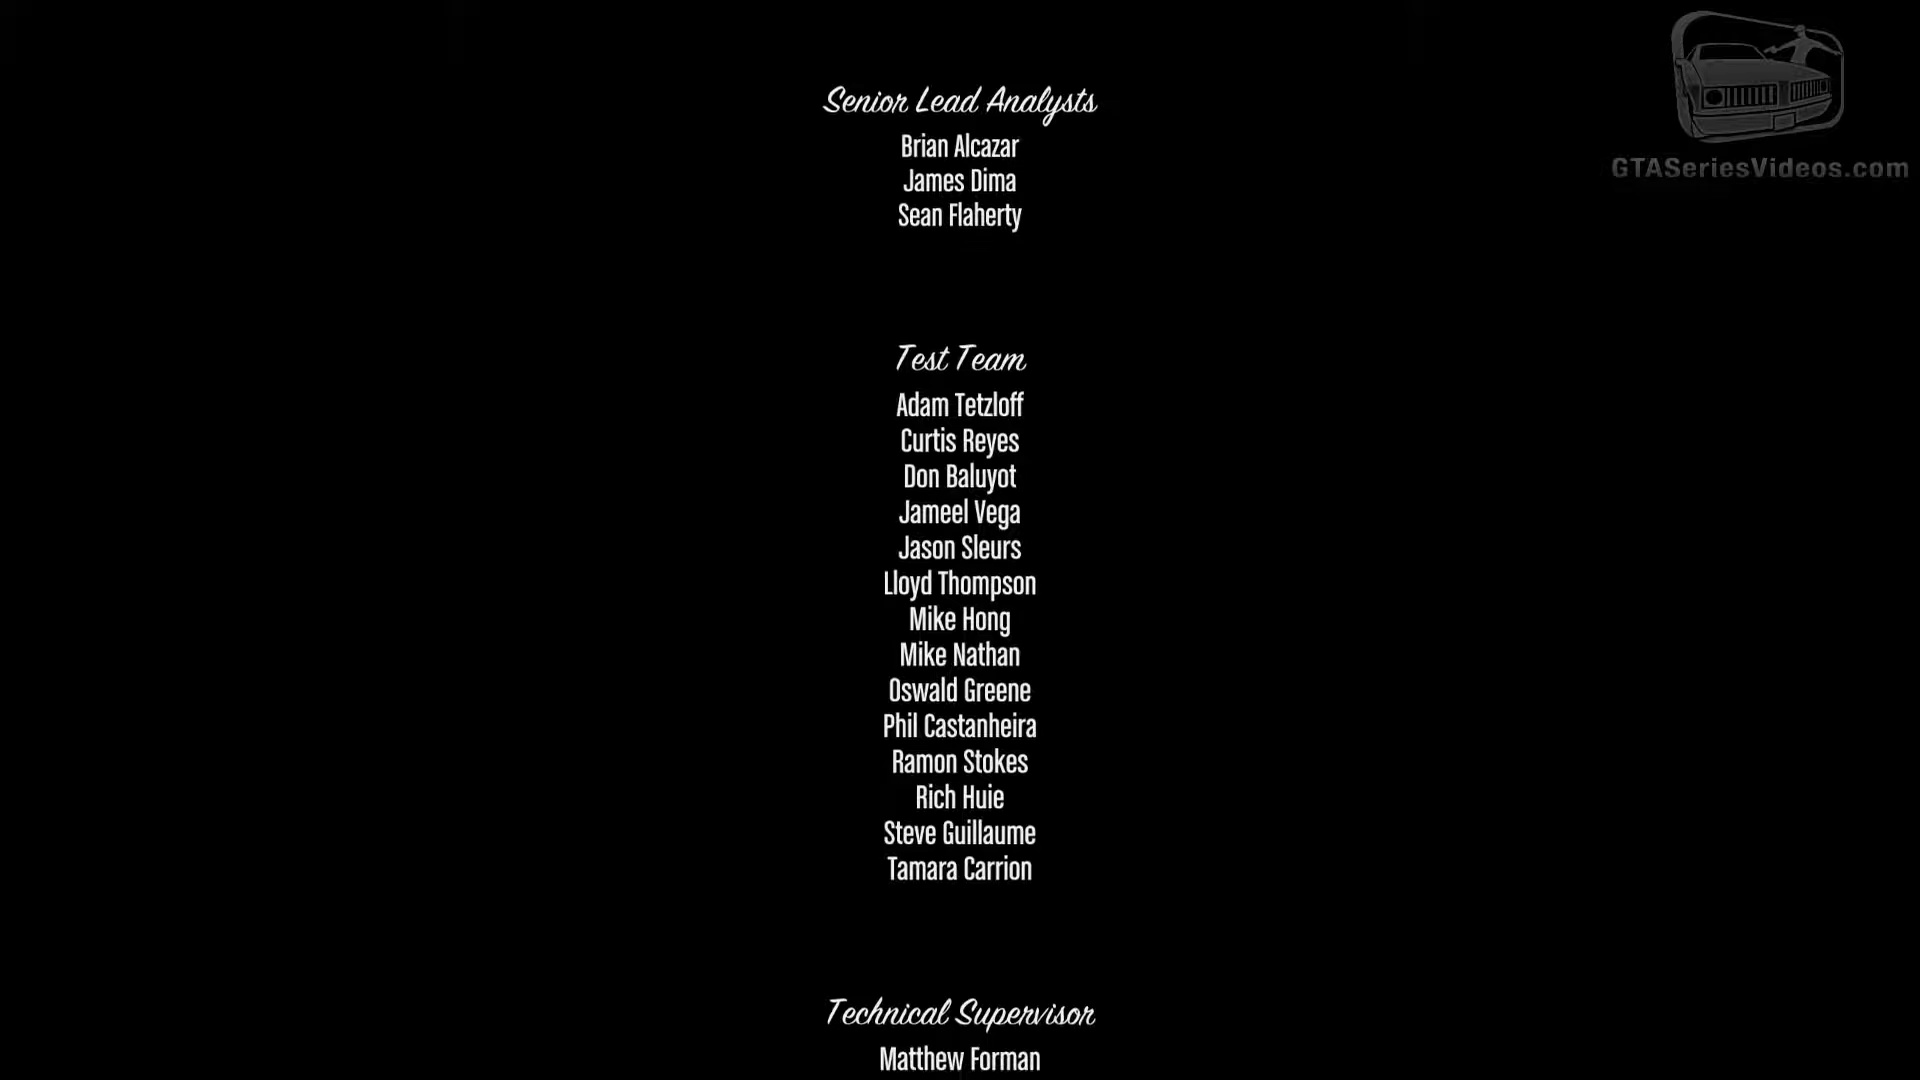 Senior Lead Analysts
Brian Alcazar
James Dima
Sean Flaherty
Test Team
Adam Tetzloff
Curtis Reyes
Don Baluyot
Jameel Vega
Jason Sleurs
Lloyd Thompson
Mike Hong
Mike Nathan
Oswald Greene
Phil Castanheira
Ramon Stokes
Rich Huie
Steve Guillaume
Tamara Carrion
Technical Supervisor
Matthew Forman
GTASeriesVideos.com